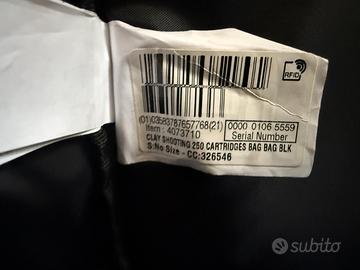 RFID
(01)03583787657768(21)
Item : 4073710
0000 0106 5559
Serial Number
CLAY SHOOTING 250 CARTRIDGES BAG BAG BLK
S:No Size - CC:326546
subito